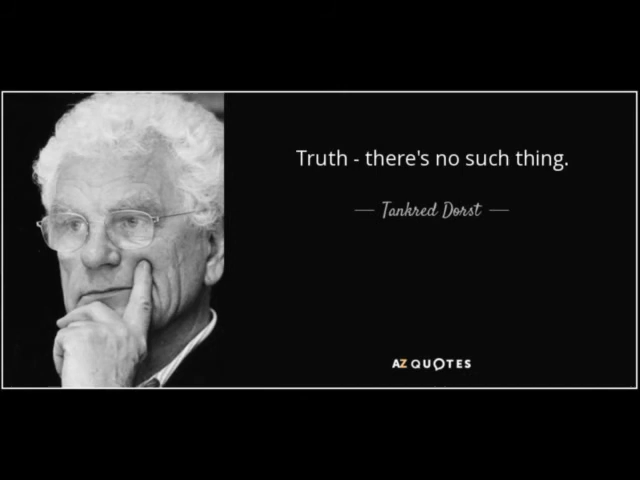 Truth - there's no such thing.
— Tankred Dorst —
AZ QUOTES